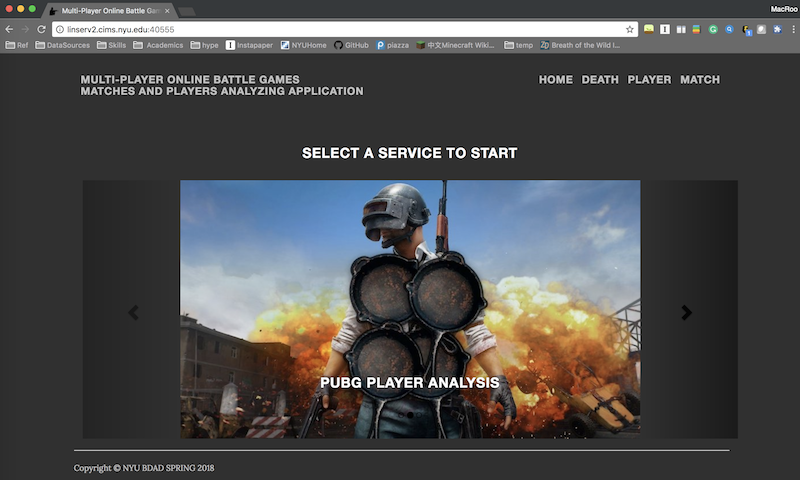 Multi-Player Online Battle Gam
MacRoo
linserv2.cims.nyu.edu:40555
Ref
DataSources
Skills
Academics
hype
Instapaper
NYUHome
GitHub
piazza
中文Minecraft Wiki...
temp
Breath of the Wild I...
MULTI-PLAYER ONLINE BATTLE GAMES
MATCHES AND PLAYERS ANALYZING APPLICATION
HOME DEATH PLAYER MATCH
SELECT A SERVICE TO START
PUBG PLAYER ANALYSIS
Copyright © NYU BDAD SPRING 2018